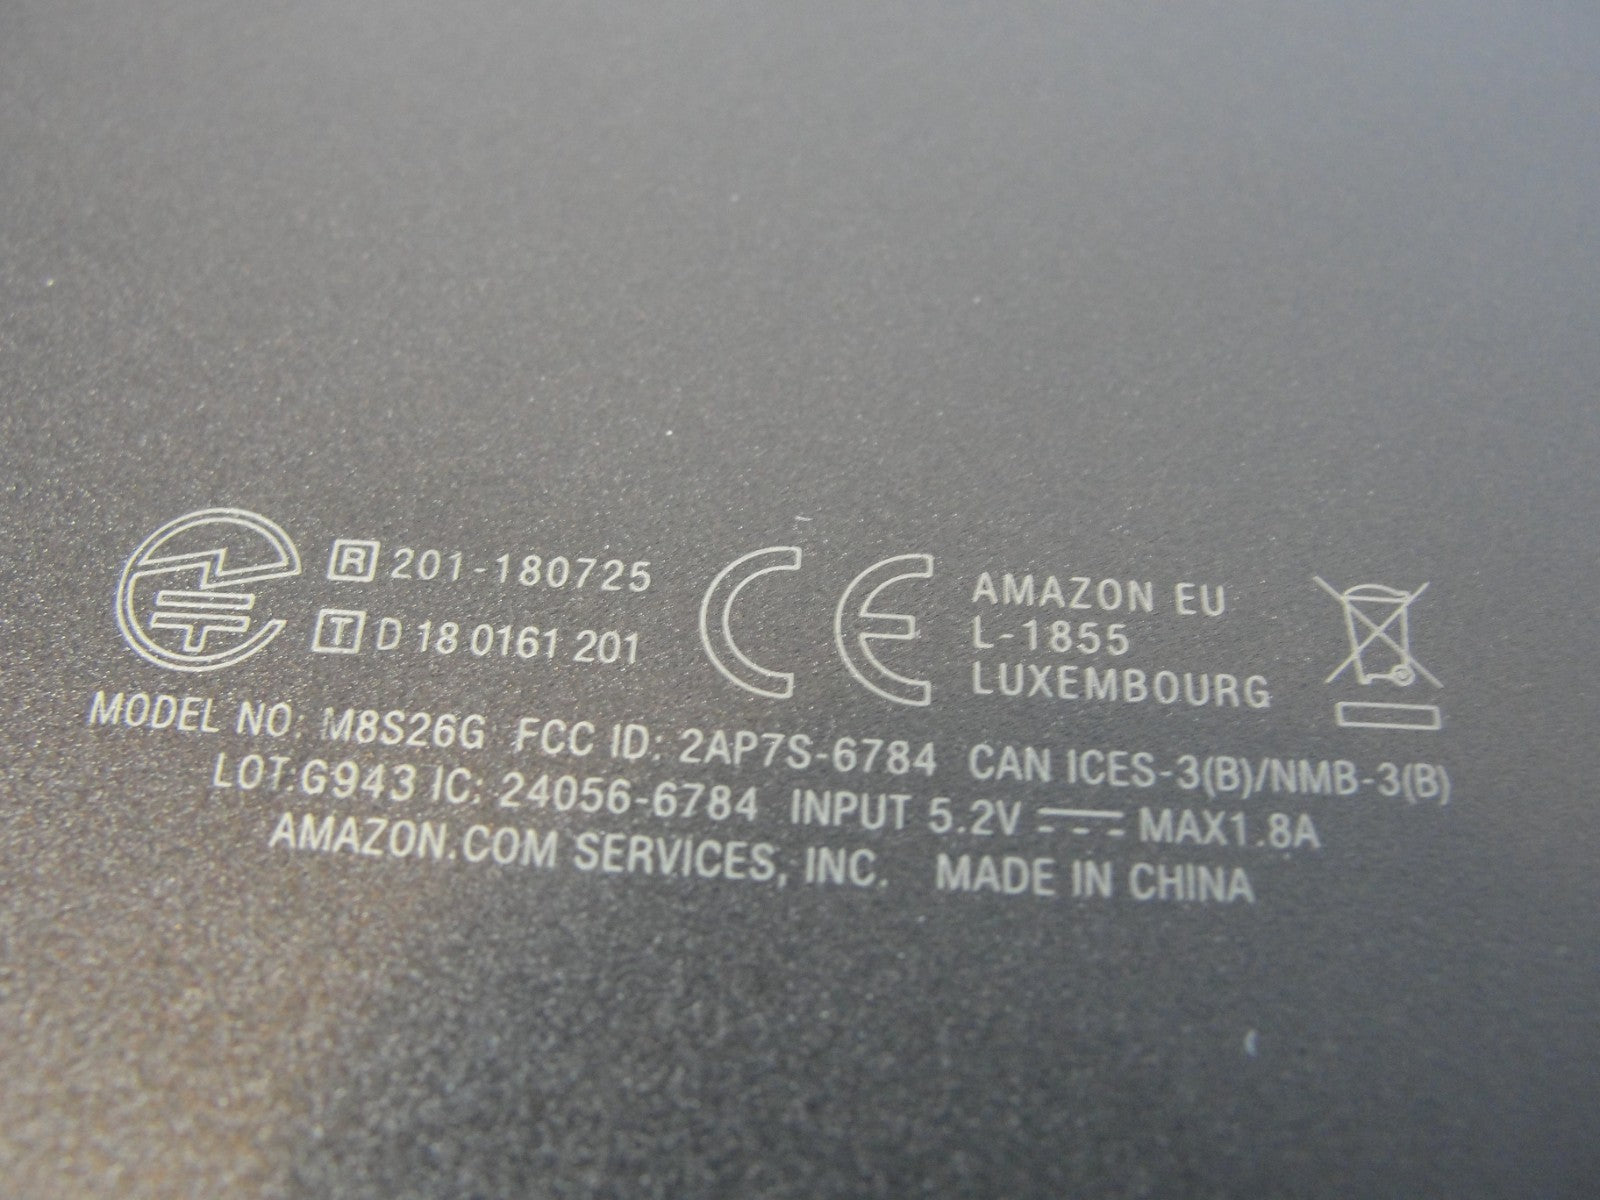 R 201-180725
T D 18 0161 201
CE
AMAZON EU
L-1855
LUXEMBOURG
MODEL NO: M8S26G FCC ID: 2AP7S-6784 CAN ICES-3(B)/NMB-3(B)
LOT:G943 IC: 24056-6784 INPUT 5.2V ⎓ MAX1.8A
AMAZON.COM SERVICES, INC. MADE IN CHINA